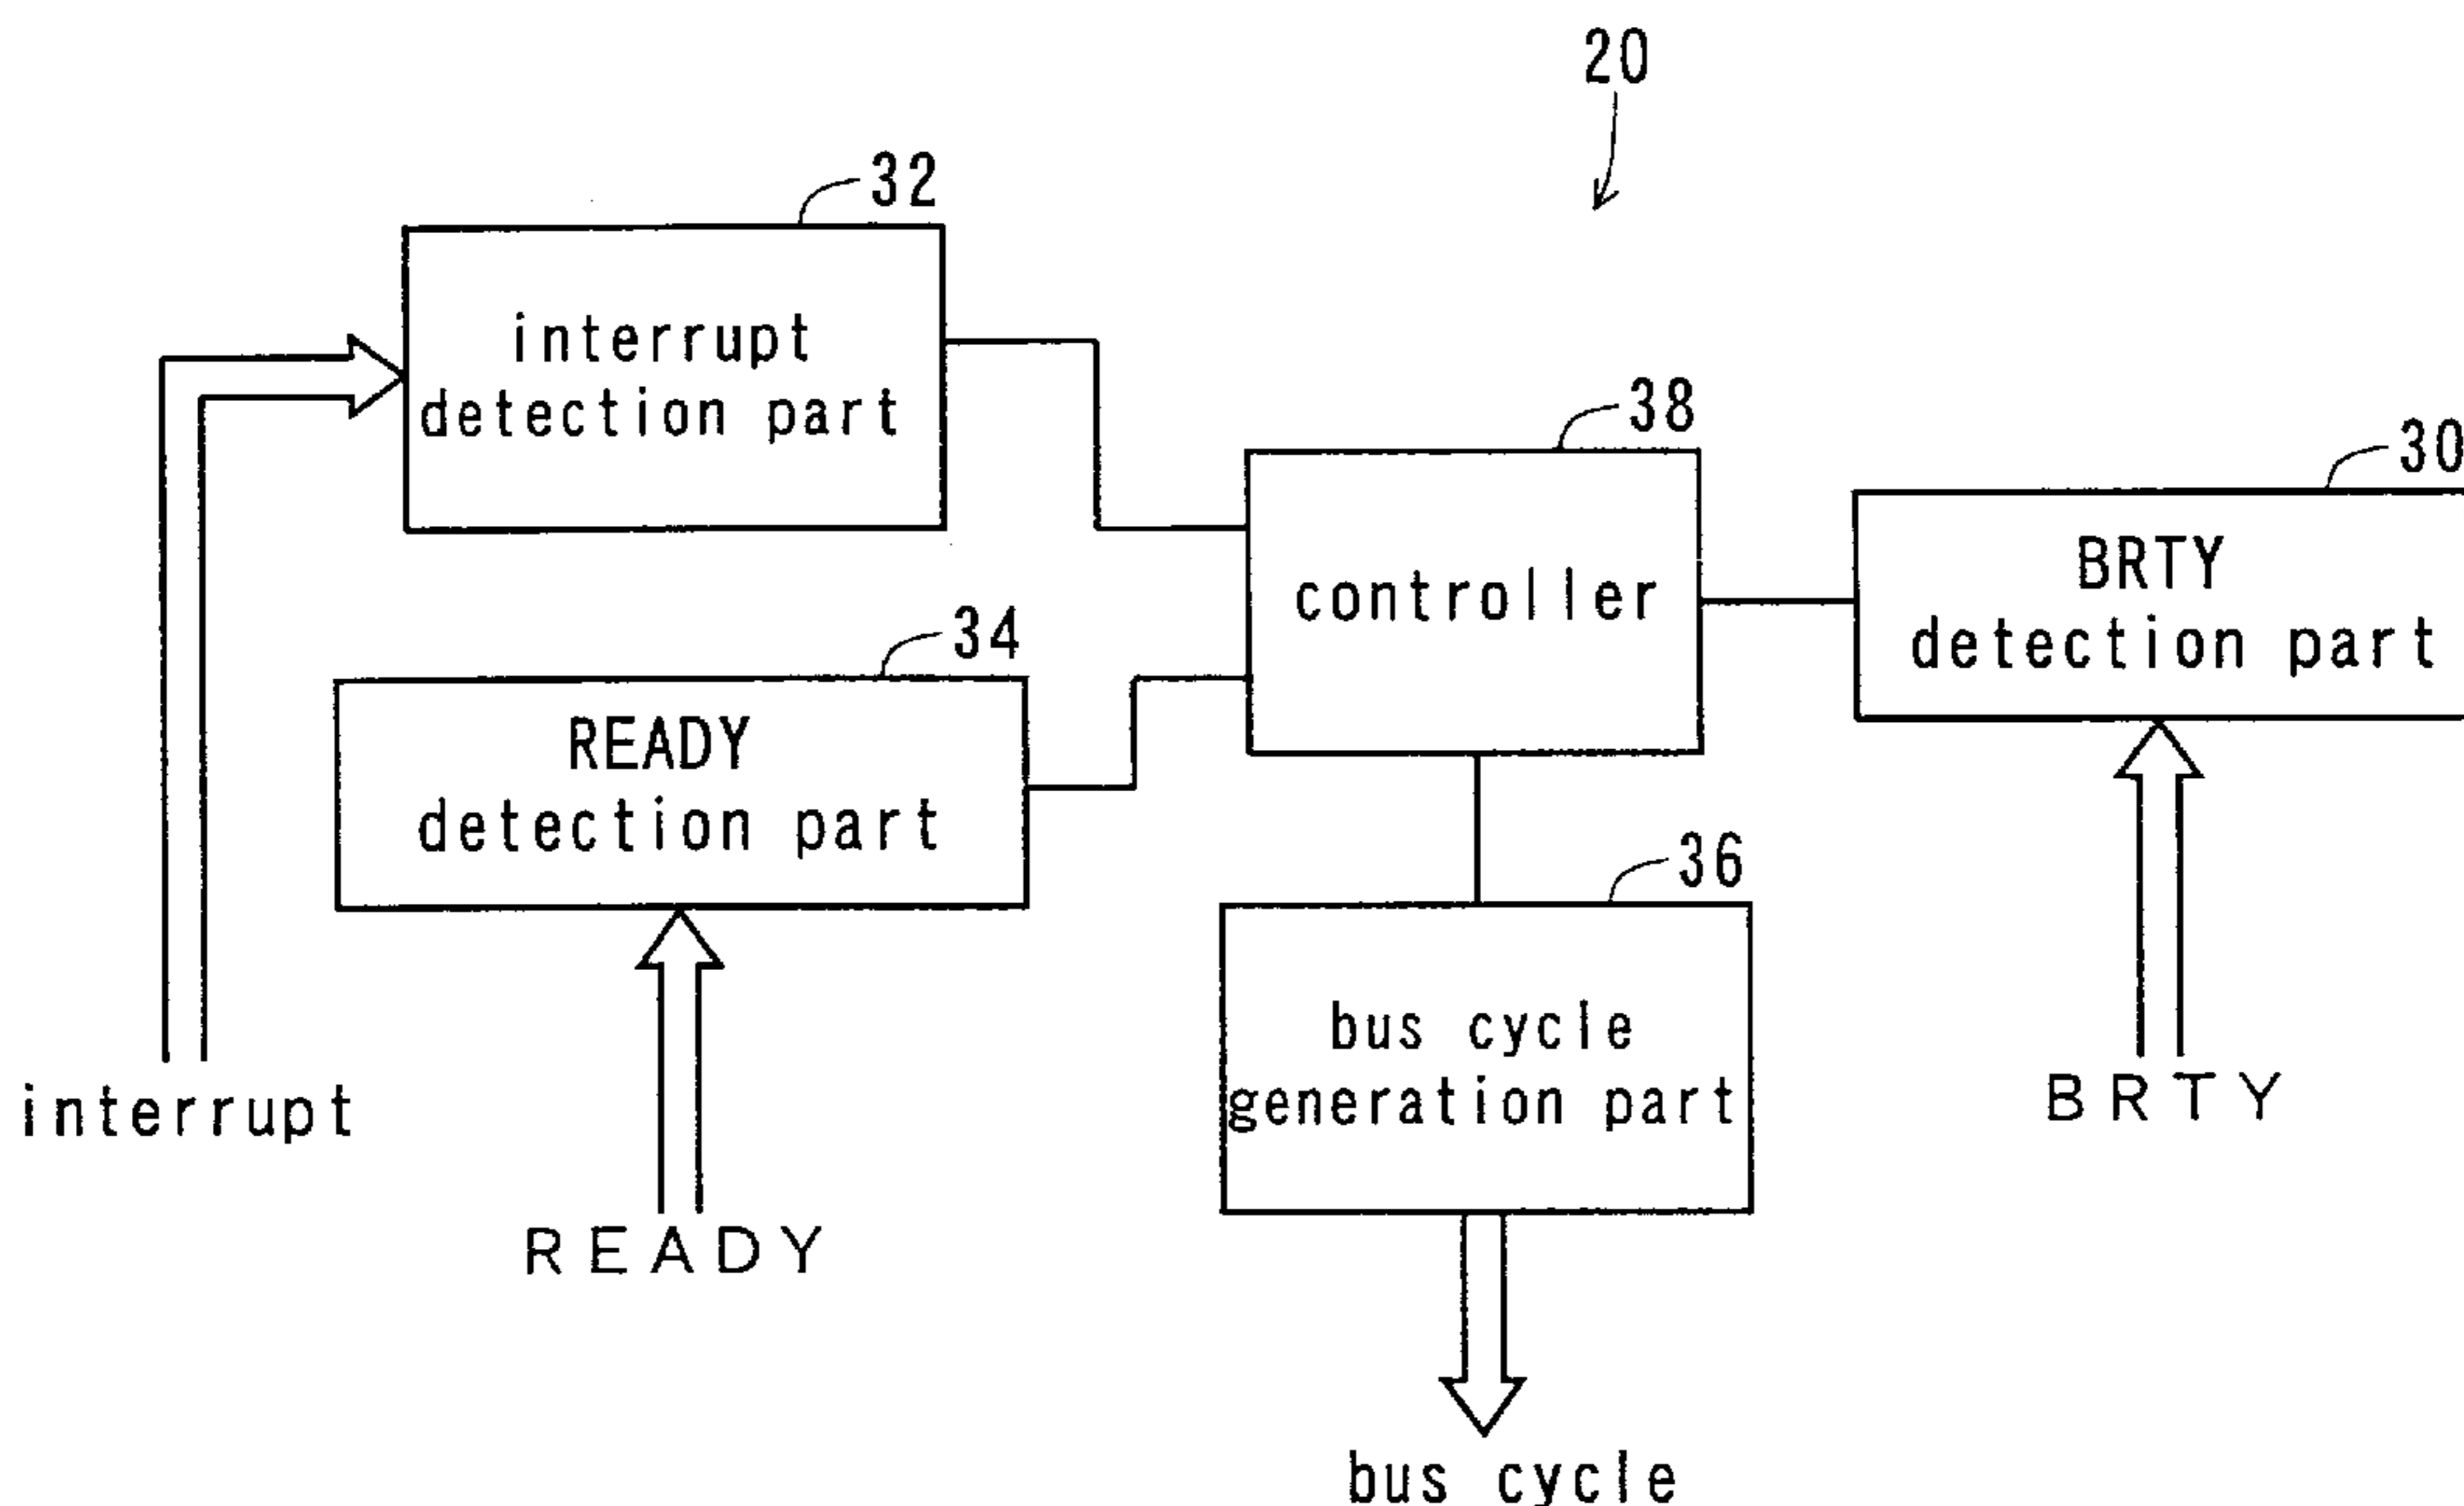 20
32
interrupt
detection part
38
30
controller
BRTY
detection part
34
READY
detection part
36
bus cycle
generation part
interrupt
READY
BRTY
bus cycle